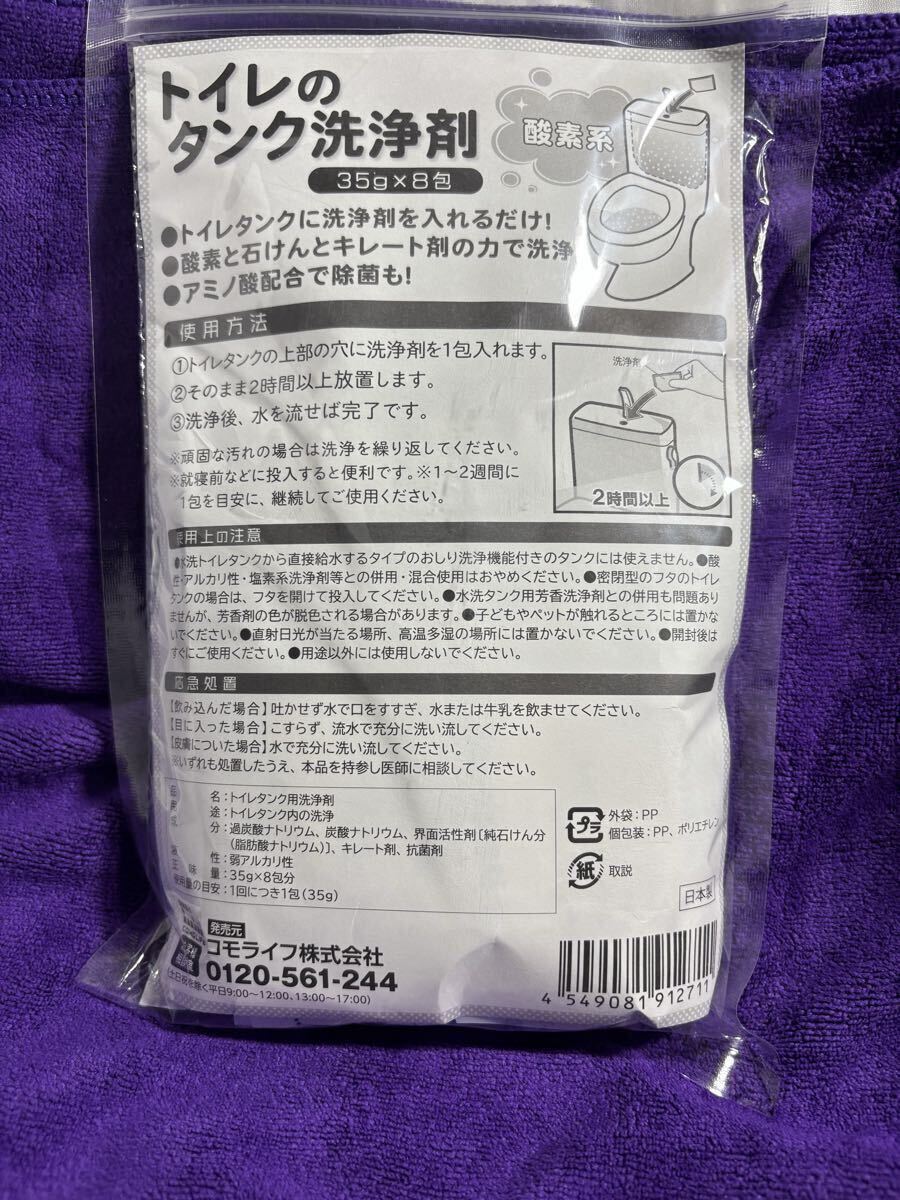 トイレの
タンク洗浄剤
酸素系
35g×8包
●トイレタンクに洗浄剤を入れるだけ!
●酸素と石けんとキレート剤の力で洗浄
●アミノ酸配合で除菌も!
使用方法
①トイレタンクの上部の穴に洗浄剤を1包入れます。
②そのまま2時間以上放置します。
③洗浄後、水を流せば完了です。
※頑固な汚れの場合は洗浄を繰り返してください。
※就寝前などに投入すると便利です。※1〜2週間に
1包を目安に、継続してご使用ください。
洗浄剤
2時間以上
使用上の注意
●水洗トイレタンクから直接給水するタイプのおしり洗浄機能付きのタンクには使えません。●酸
性・アルカリ性・塩素系洗浄剤等との併用・混合使用はおやめください。●密閉型のフタのトイレ
タンクの場合は、フタを開けて投入してください。●水洗タンク用芳香洗浄剤との併用も問題あり
ませんが、芳香剤の色が脱色される場合があります。●子どもやペットが触れるところには置かな
いでください。●直射日光が当たる場所、高温多湿の場所には置かないでください。●開封後は
すぐにご使用ください。●用途以外には使用しないでください。
応急処置
【飲み込んだ場合】吐かせず水で口をすすぎ、水または牛乳を飲ませてください。
【目に入った場合】こすらず、流水で充分に洗い流してください。
【皮膚についた場合】水で充分に洗い流してください。
※いずれも処置したうえ、本品を持参し医師に相談してください。
品名:トイレタンク用洗浄剤
用途:トイレタンク内の洗浄
成分:過炭酸ナトリウム、炭酸ナトリウム、界面活性剤[純石けん分
(脂肪酸ナトリウム)]、キレート剤、抗菌剤
液性:弱アルカリ性
正味量:35g×8包分
使用量の目安:1回につき1包(35g)
プラ
外袋:PP
個包装:PP、ポリエチレン
紙
取説
日本製
発売元
コモライフ株式会社
0120-561-244
(土日祝を除く平日9:00〜12:00、13:00〜17:00)
4 549081 912711